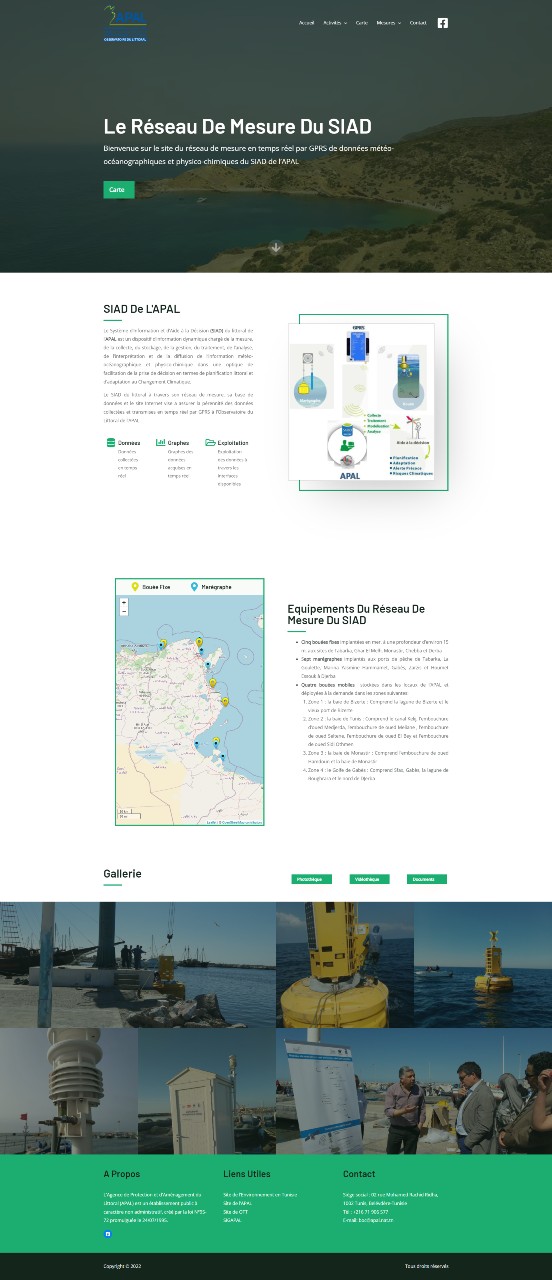 APAL
OBSERVATOIRE DU LITTORAL
Accueil Activités Carte Mesures Contact
Le Réseau De Mesure Du SIAD
Bienvenue sur le site du réseau de mesure en temps réel par GPRS de données météo-
océanographiques et physico-chimiques du SIAD de l'APAL
Carte
SIAD De L'APAL
Le Système d'Information et d'Aide à la Décision (SIAD) du littoral de
l'APAL est un dispositif d'information dynamique chargé de la mesure,
de la collecte, du stockage, de la gestion, du traitement, de l'analyse,
de l'interprétation et de la diffusion de l'information météo-
océanographique et physico-chimique dans une optique de
facilitation de la prise de décision en termes de planification littoral et
d'adaptation au Changement Climatique.
Le SIAD du littoral à travers son réseau de mesure, sa base de
données et le site internet vise à assurer la pérennité des données
collectées et transmises en temps réel par GPRS à l'Observatoire du
Littoral de l'APAL
Données
Données
collectées
en temps
réel
Graphes
Graphes des
données
acquises en
temps réel
Exploitation
Exploitation
des données à
travers les
interfaces
disponibles
GPRS
Marégraphe
Bouée
Collecte
Traitement
Modélisation
Analyse
Aide à la décision
Planification
Adaptation
Alerte Précoce
Risques Climatiques
APAL
Bouée Fixe Marégraphe
+
−
Equipements Du Réseau De
Mesure Du SIAD
Cinq bouées fixes implantées en mer, à une profondeur d'environ 15
m aux sites de Tabarka, Ghar El Melh, Monastir, Chebba et Djerba
Sept marégraphes implantés aux ports de pêche de Tabarka, La
Goulette, Marina Yasmine Hammamet, Gabès, Zarzis et Houmet
Essouk à Djerba
Quatre bouées mobiles stockées dans les locaux de l'APAL et
déployées à la demande dans les zones suivantes:
1. Zone 1 : la baie de Bizerte : Comprend la lagune de Bizerte et le
vieux port de Bizerte
2. Zone 2 : la baie de Tunis : Comprend le canal Kelij, l'embouchure
d'oued Medjerda, l'embouchure de oued Meliane, l'embouchure
de oued Soltane, l'embouchure de oued El Bey et l'embouchure
de oued Sidi Othmen
3. Zone 3 : la baie de Monastir : Comprend l'embouchure de oued
Hamdoun et la baie de Monastir
4. Zone 4 : le Golfe de Gabès : Comprend Sfax, Gabès, la lagune de
Boughrara et le nord de Djerba
Gallerie
Photothèque Vidéothèque Documents
A Propos
L'Agence de Protection et d'Aménagement du
Littoral (APAL) est un établissement public à
caractère non administratif, créé par la loi N°95-
72 promulguée le 24/07/1995.
Liens Utiles
Site de l'Environnement en Tunisie
Site de l'APAL
Site de OTT
SIGAPAL
Contact
Siège social : 02 rue Mohamed Rachid Ridha,
1002 Tunis, Belvédère-Tunisie
Tél : +216 71 906 577
Copyright © 2022
Tous droits réservés